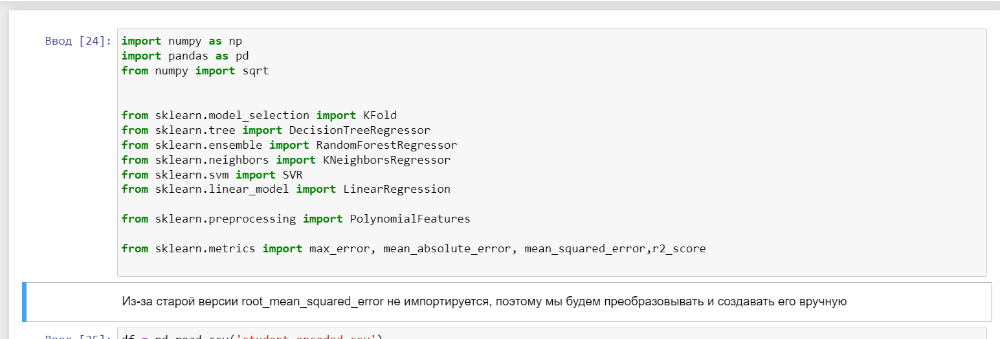 Ввод [24]:
import numpy as np
import pandas as pd
from numpy import sqrt
from sklearn.model_selection import KFold
from sklearn.tree import DecisionTreeRegressor
from sklearn.ensemble import RandomForestRegressor
from sklearn.neighbors import KNeighborsRegressor
from sklearn.svm import SVR
from sklearn.linear_model import LinearRegression
from sklearn.preprocessing import PolynomialFeatures
from sklearn.metrics import max_error, mean_absolute_error, mean_squared_error,r2_score
Из-за старой версии root_mean_squared_error не импортируется, поэтому мы будем преобразовывать и создавать его вручную
Ввод [25]:
df = pd.read_csv('student_encoded.csv')